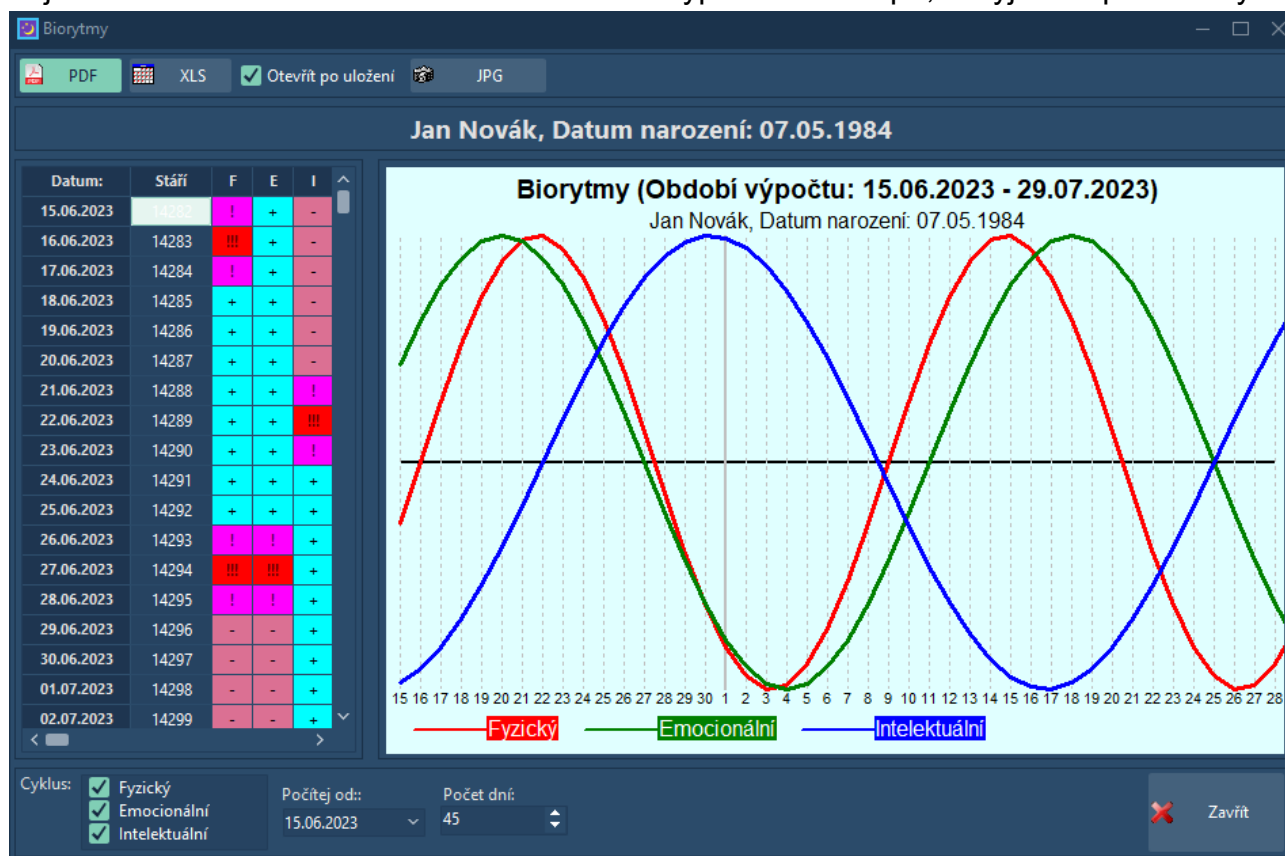 Biorytmy
PDF XLS Otevřít po uložení JPG
Jan Novák, Datum narození: 07.05.1984
Datum: Stáří F E I
15.06.2023 14282 ! + -
16.06.2023 14283 !!! + -
17.06.2023 14284 ! + -
18.06.2023 14285 + + -
19.06.2023 14286 + + -
20.06.2023 14287 + + -
21.06.2023 14288 + + !
22.06.2023 14289 + + !!!
23.06.2023 14290 + + !
24.06.2023 14291 + + +
25.06.2023 14292 + + +
26.06.2023 14293 ! ! +
27.06.2023 14294 !!! !!! +
28.06.2023 14295 ! ! +
29.06.2023 14296 - - +
30.06.2023 14297 - - +
01.07.2023 14298 - - +
02.07.2023 14299 - - +
Biorytmy (Období výpočtu: 15.06.2023 - 29.07.2023)
Jan Novák, Datum narození: 07.05.1984
15 16 17 18 19 20 21 22 23 24 25 26 27 28 29 30 1 2 3 4 5 6 7 8 9 10 11 12 13 14 15 16 17 18 19 20 21 22 23 24 25 26 27 28
Fyzický Emocionální Intelektuální
Cyklus:
Fyzický
Emocionální
Intelektuální
Počítej od::
15.06.2023
Počet dní:
45
Zavřít